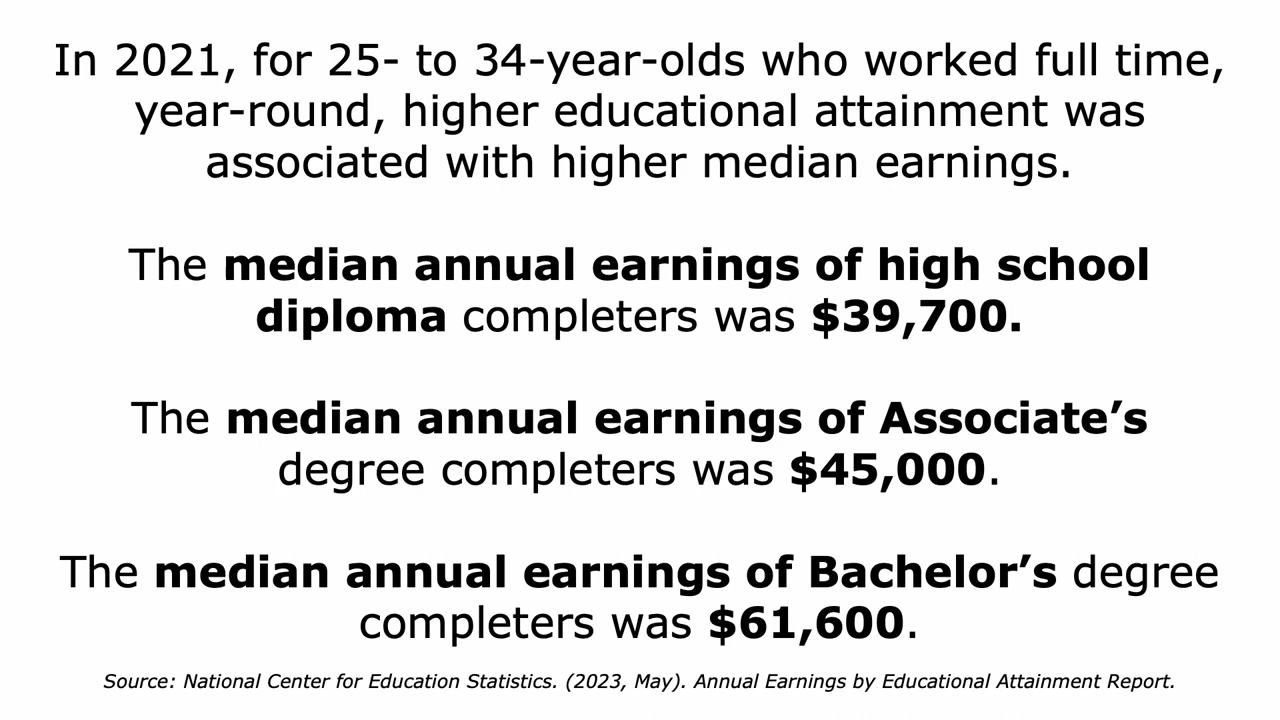 In 2021, for 25- to 34-year-olds who worked full time,
year-round, higher educational attainment was
associated with higher median earnings.
The median annual earnings of high school
diploma completers was $39,700.
The median annual earnings of Associate’s
degree completers was $45,000.
The median annual earnings of Bachelor’s degree
completers was $61,600.
Source: National Center for Education Statistics. (2023, May). Annual Earnings by Educational Attainment Report.